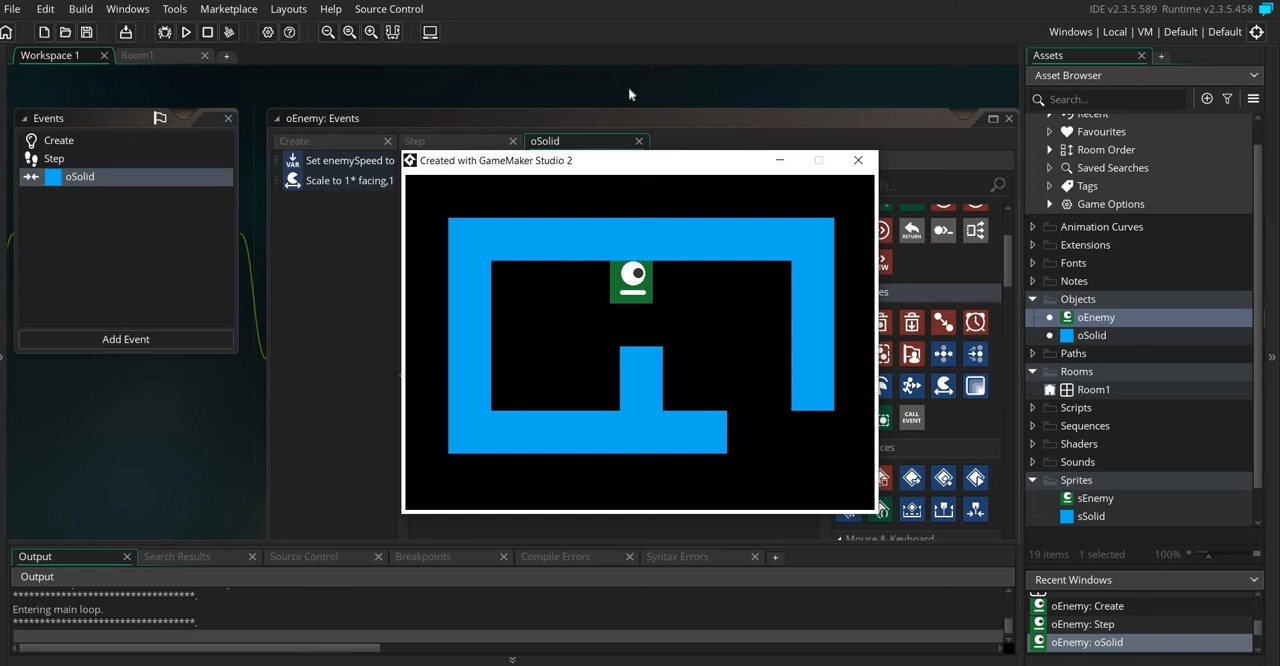 File Edit Build Windows Tools Marketplace Layouts Help Source Control IDE v2.3.5.589 Runtime v2.3.5.458
Windows | Local | VM | Default | Default
Workspace 1 Room1 Assets
Asset Browser
Search...
Events
Create
Step
oSolid
Add Event
oEnemy: Events
Create Step oSolid
Set enemySpeed to
Scale to 1* facing,1
Created with GameMaker Studio 2
RETURN
CALL EVENT
Mouse & Keyboard
Recent
Favourites
Room Order
Saved Searches
Tags
Game Options
Animation Curves
Extensions
Fonts
Notes
Objects
oEnemy
oSolid
Paths
Rooms
Room1
Scripts
Sequences
Shaders
Sounds
Sprites
sEnemy
sSolid
19 items 1 selected 100%
Recent Windows
oEnemy: Create
oEnemy: Step
oEnemy: oSolid
Output Search Results Source Control Breakpoints Compile Errors Syntax Errors
Output
***********************************.
Entering main loop.
***********************************.